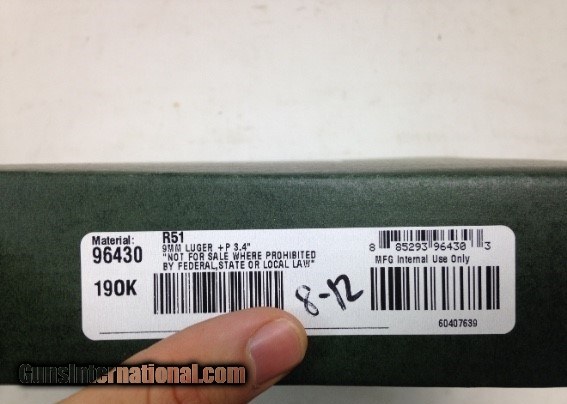 Material:
96430
190K
R51
9MM LUGER +P 3.4"
"NOT FOR SALE WHERE PROHIBITED
BY FEDERAL,STATE OR LOCAL LAW"
8-12
8 85293 96430 3
MFG Internal Use Only
60407639
GunsInternational.com